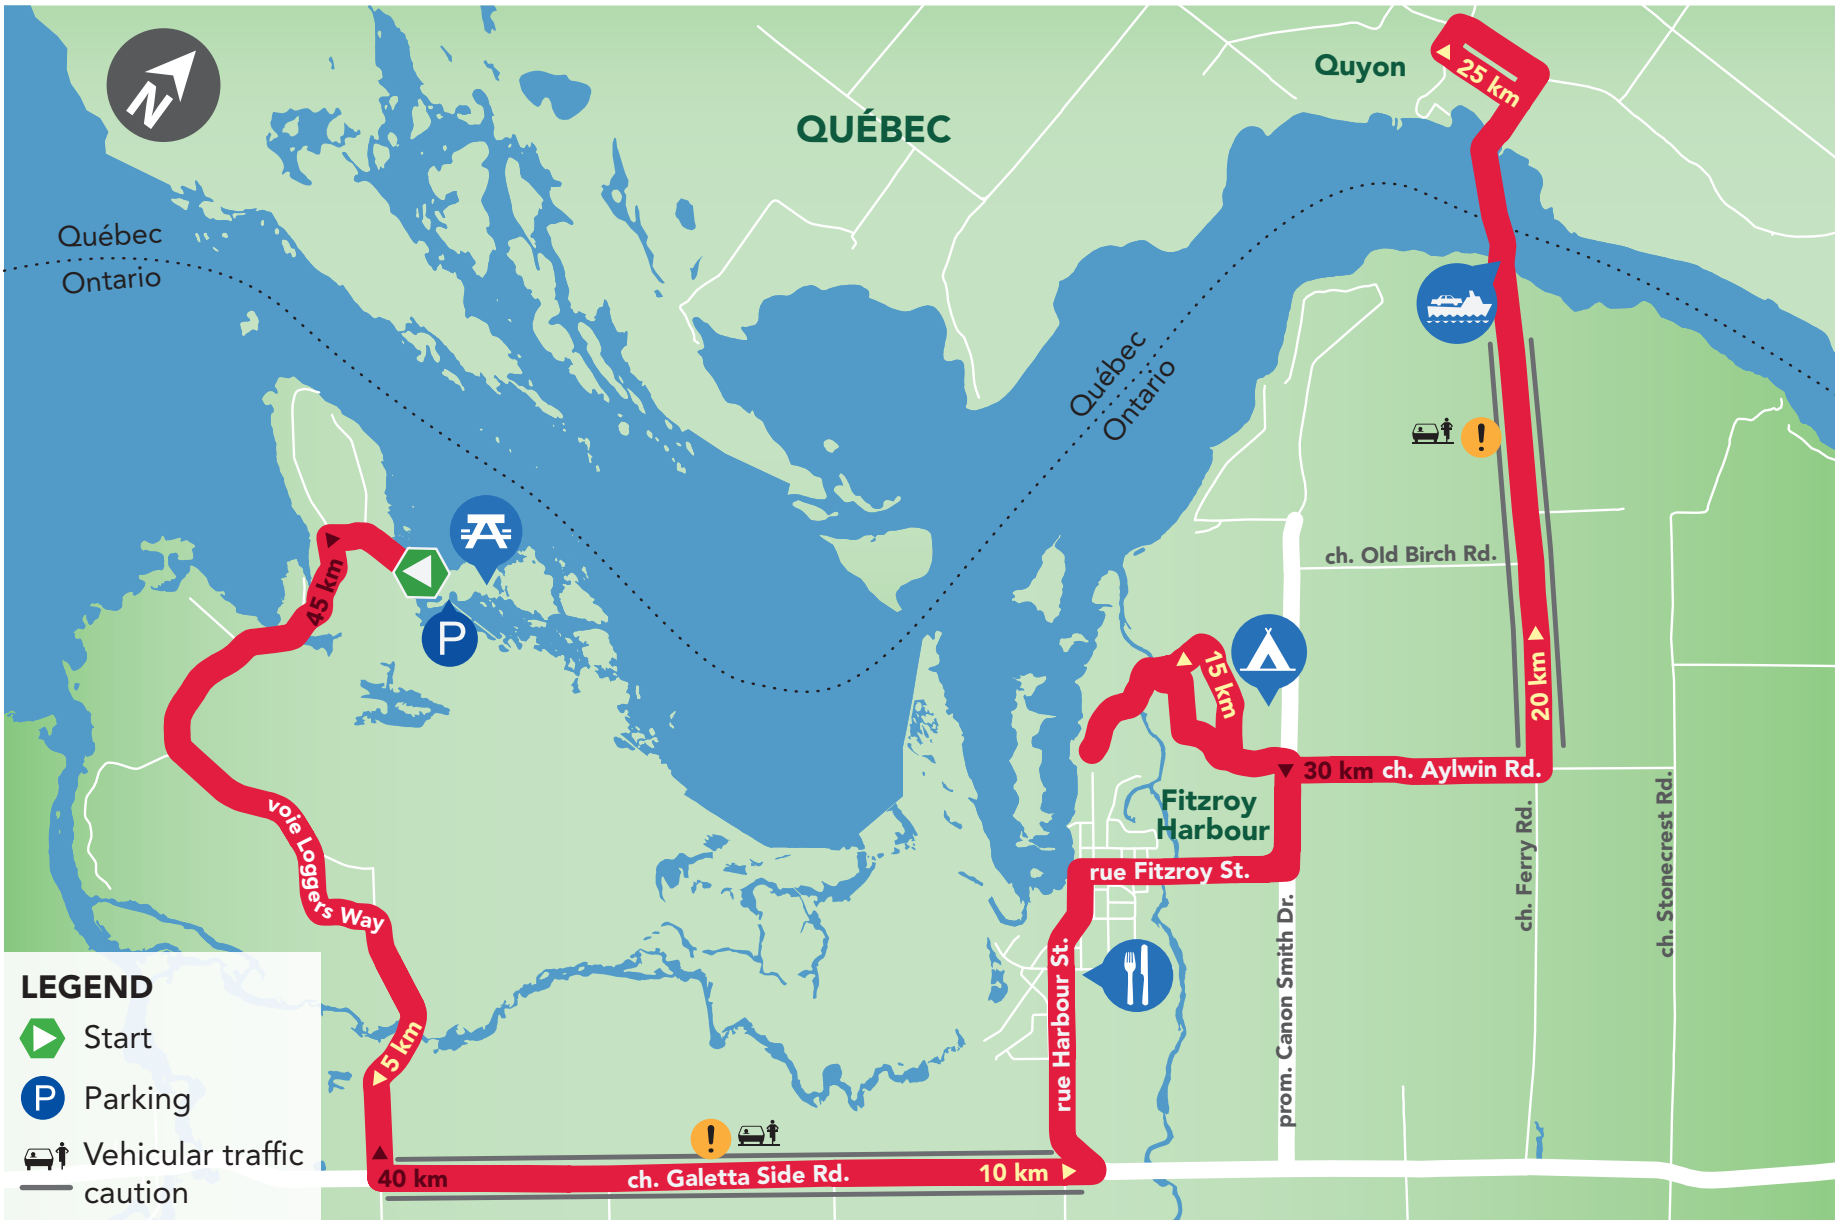 N
Quyon
25 km
QUÉBEC
Québec
Ontario
Québec
Ontario
ch. Old Birch Rd.
45 km
P
15 km
20 km
30 km
ch. Aylwin Rd.
Fitzroy
Harbour
voie Loggers Way
rue Fitzroy St.
ch. Ferry Rd.
ch. Stonecrest Rd.
prom. Canon Smith Dr.
rue Harbour St.
5 km
!
!
40 km
ch. Galetta Side Rd.
10 km
LEGEND
Start
P
Parking
Vehicular traffic
caution